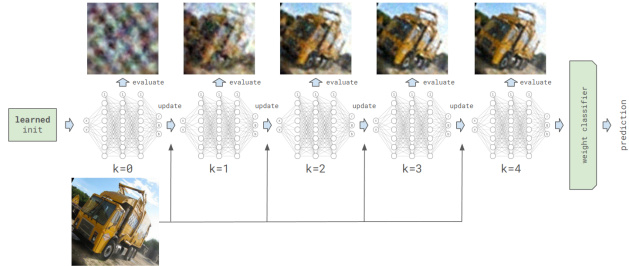 evaluate
evaluate
evaluate
evaluate
evaluate
update
update
update
update
learned
init
k=0
k=1
k=2
k=3
k=4
weight classifier
prediction